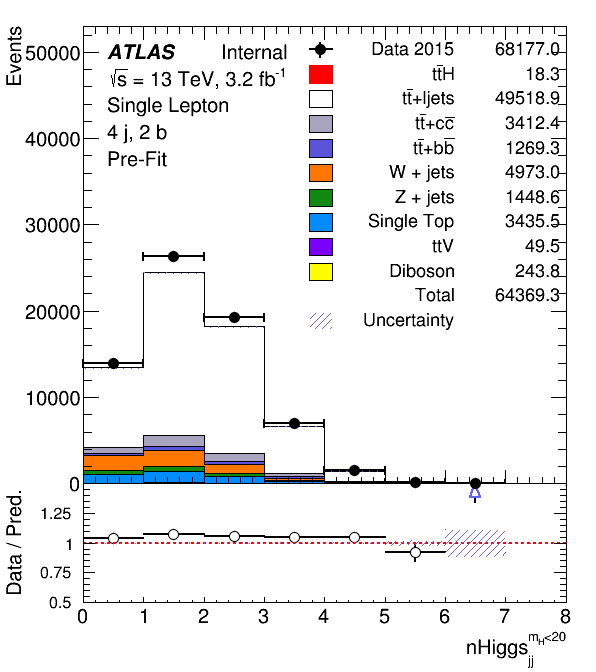 Events
50000
40000
30000
20000
10000
0
ATLAS Internal
√s = 13 TeV, 3.2 fb⁻¹
Single Lepton
4 j, 2 b
Pre-Fit
Data 2015 68177.0
tt̄H 18.3
tt̄+ljets 49518.9
tt̄+cc̄ 3412.4
tt̄+bb̄ 1269.3
W + jets 4973.0
Z + jets 1448.6
Single Top 3435.5
ttV 49.5
Diboson 243.8
Total 64369.3
Uncertainty
Data / Pred.
1.25
1
0.75
0.5
0 1 2 3 4 5 6 7 8
nHiggs_jj^{m_H<20}